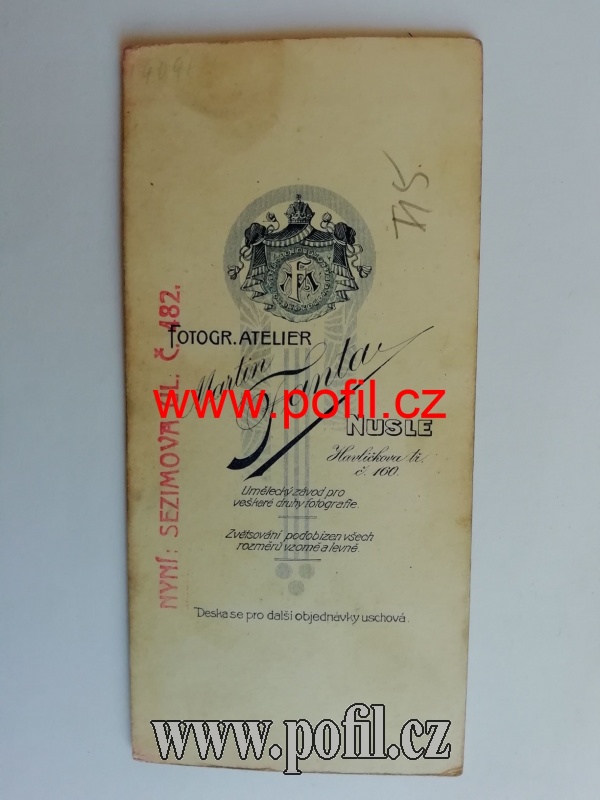 FOTOGR. ATELIER
Martin
Fanta
NUSLE
Havlíčkova tř.
č. 160.
Umělecký závod pro
veškeré druhy fotografie.
Zvětšování podobizen všech
rozměrů vzorně a levně.
Deska se pro další objednávky uschová.
NYNÍ: SEZIMOVA UL. Č. 482.
www.pofil.cz
www.pofil.cz